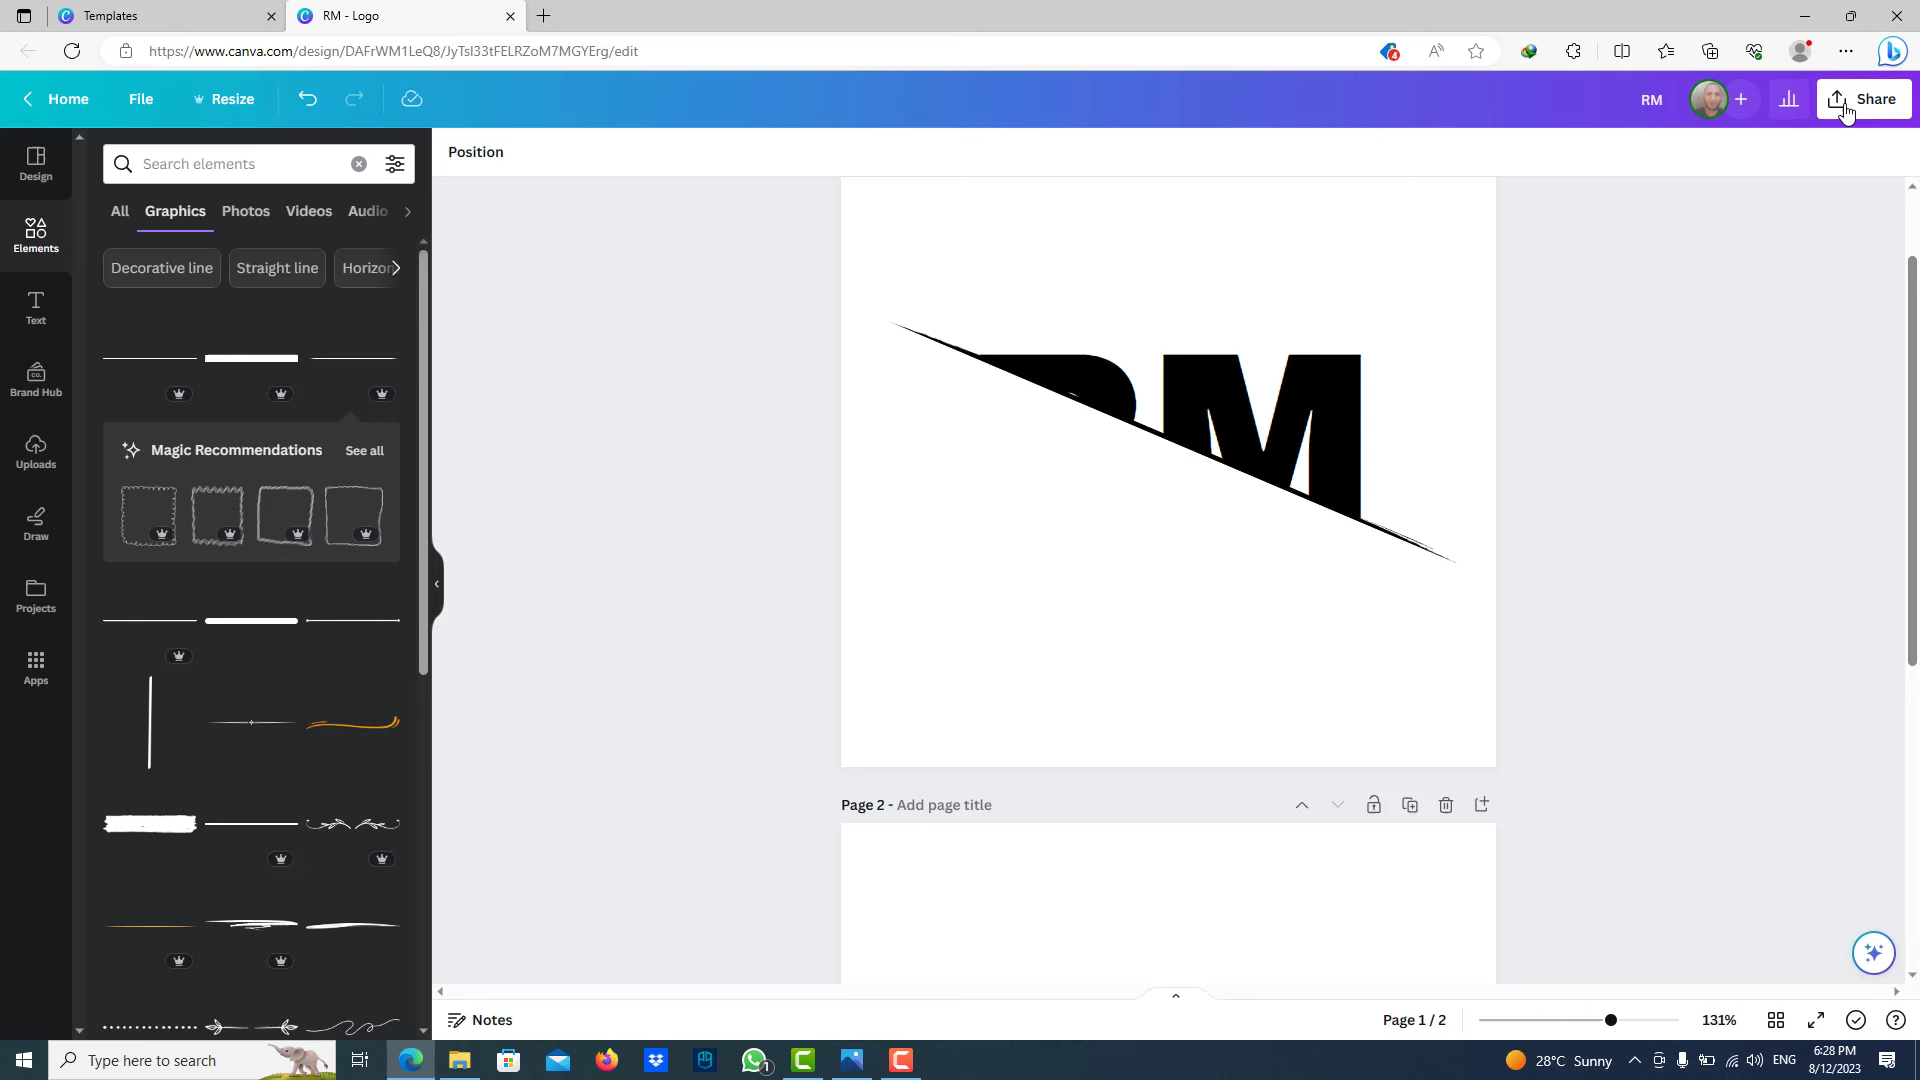 Templates
RM - Logo
https://www.canva.com/design/DAFrWM1LeQ8/JyTsI33tFELRZoM7MGYErg/edit
4
Home
File
Resize
RM
Share
Design
Elements
Text
Brand Hub
Uploads
Draw
Projects
Apps
Search elements
All
Graphics
Photos
Videos
Audio
Decorative line
Straight line
Horizon
Magic Recommendations
See all
Position
RM
Page 2 - Add page title
Notes
Page 1 / 2
131%
Type here to search
1
28°C Sunny
ENG
6:28 PM
8/12/2023